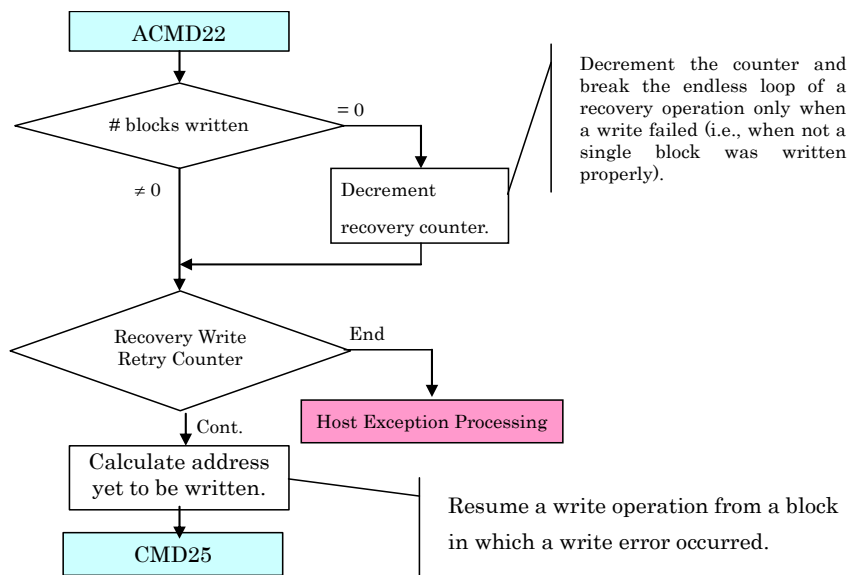 ACMD22
Decrement the counter and
break the endless loop of a
recovery operation only when
a write failed (i.e., when not a
single block was written
properly).
= 0
# blocks written
≠ 0
Decrement
recovery counter.
Recovery Write
Retry Counter
End
Host Exception Processing
Cont.
Calculate address
yet to be written.
Resume a write operation from a block
in which a write error occurred.
CMD25